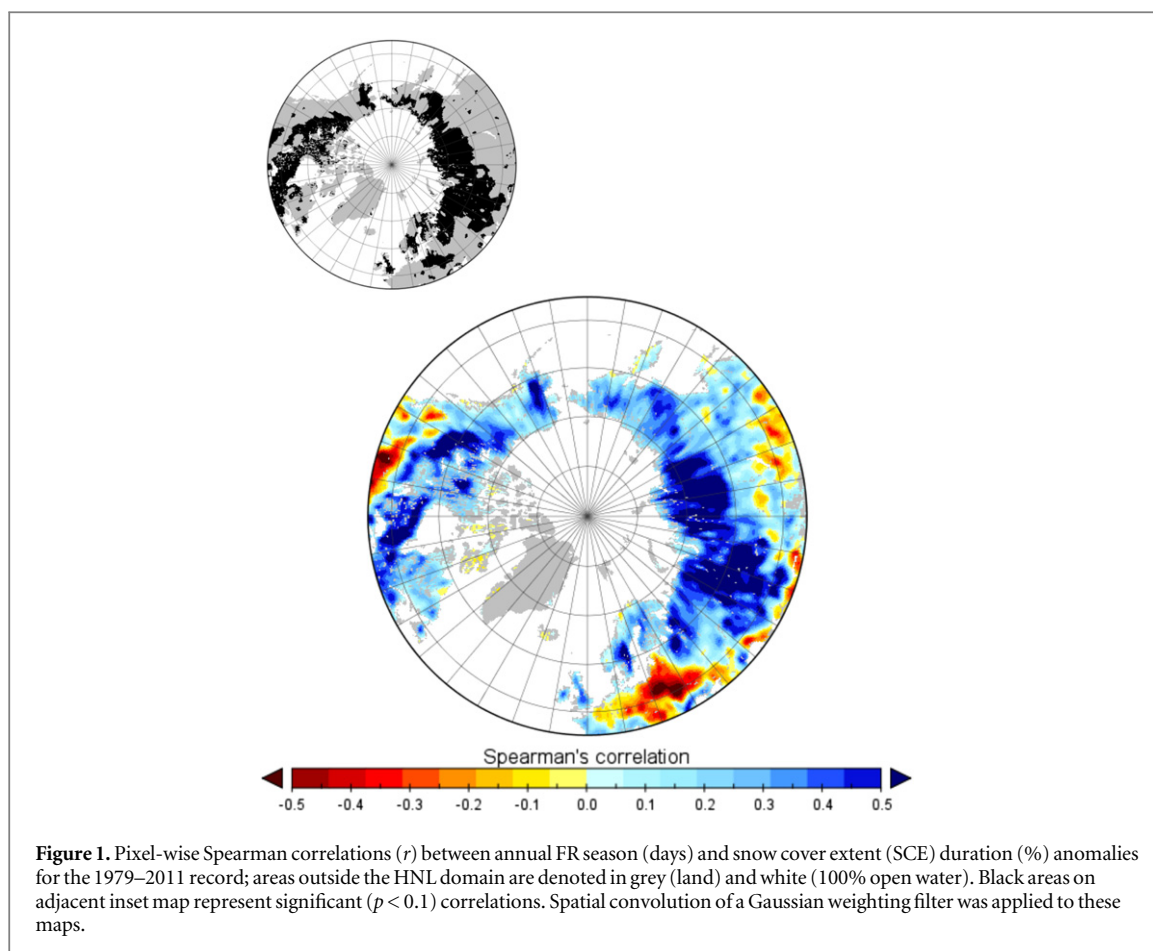 Spearman's correlation
-0.5 -0.4 -0.3 -0.2 -0.1 0.0 0.1 0.2 0.3 0.4 0.5
Figure 1. Pixel-wise Spearman correlations (r) between annual FR season (days) and snow cover extent (SCE) duration (%) anomalies
for the 1979–2011 record; areas outside the HNL domain are denoted in grey (land) and white (100% open water). Black areas on
adjacent inset map represent significant (p < 0.1) correlations. Spatial convolution of a Gaussian weighting filter was applied to these
maps.